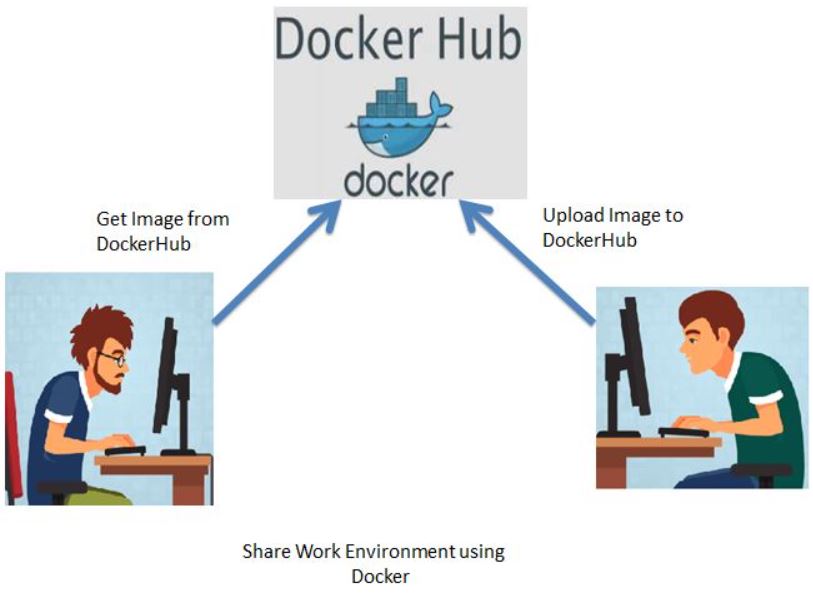 Docker Hub
docker
Get Image from
DockerHub
Upload Image to
DockerHub
Share Work Environment using
Docker